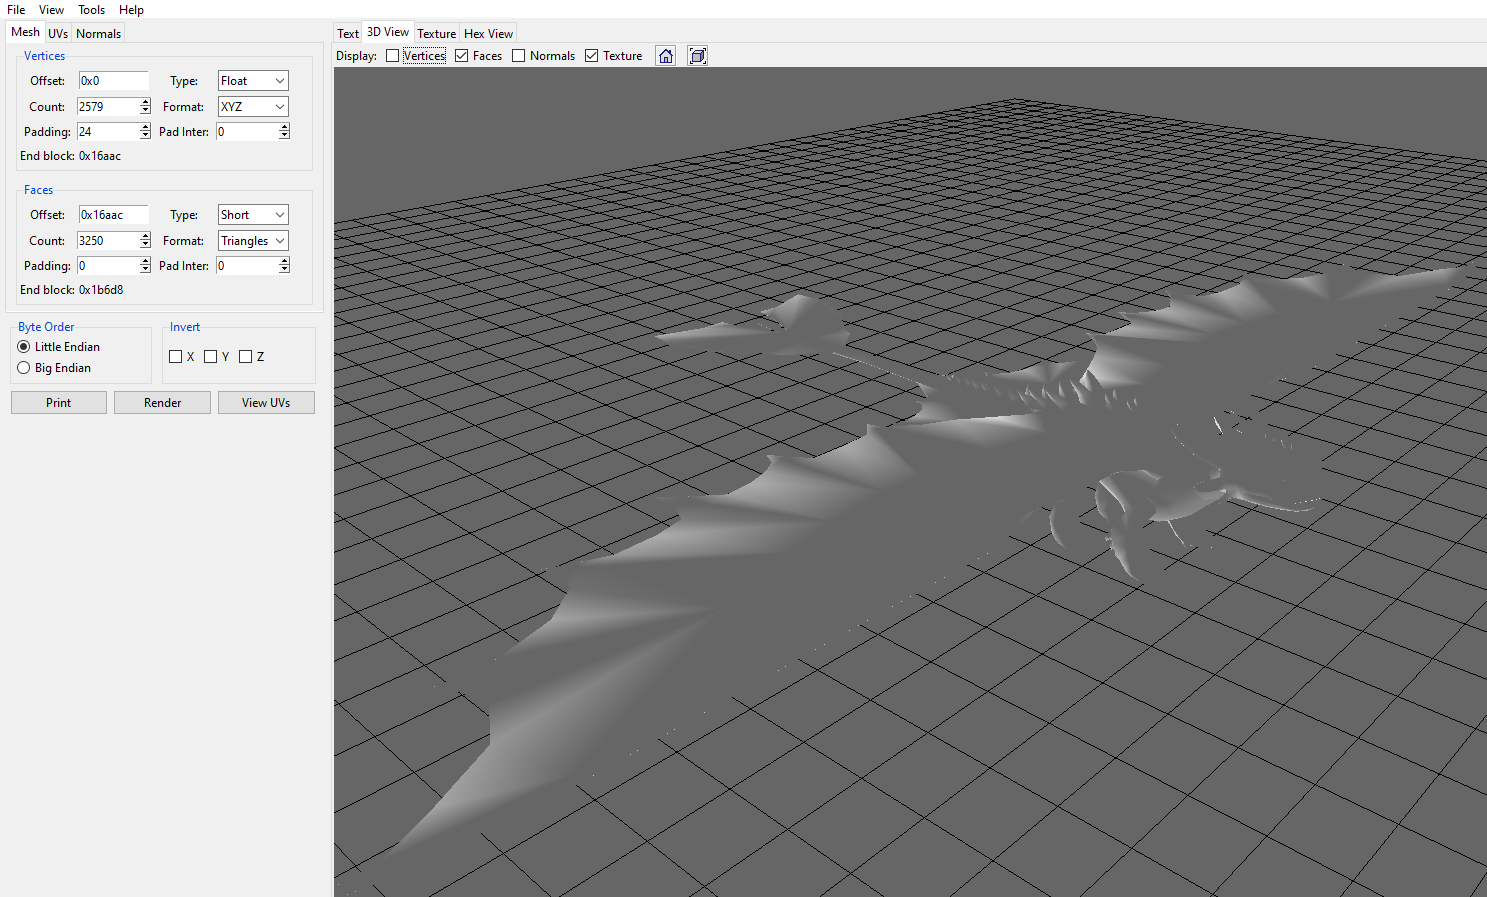 File View Tools Help
Mesh UVs Normals
Vertices
Offset: 0x0 Type: Float
Count: 2579 Format: XYZ
Padding: 24 Pad Inter: 0
End block: 0x16aac
Faces
Offset: 0x16aac Type: Short
Count: 3250 Format: Triangles
Padding: 0 Pad Inter: 0
End block: 0x1b6d8
Byte Order
Little Endian
Big Endian
Invert
X Y Z
Print Render View UVs
Text 3D View Texture Hex View
Display: Vertices Faces Normals Texture